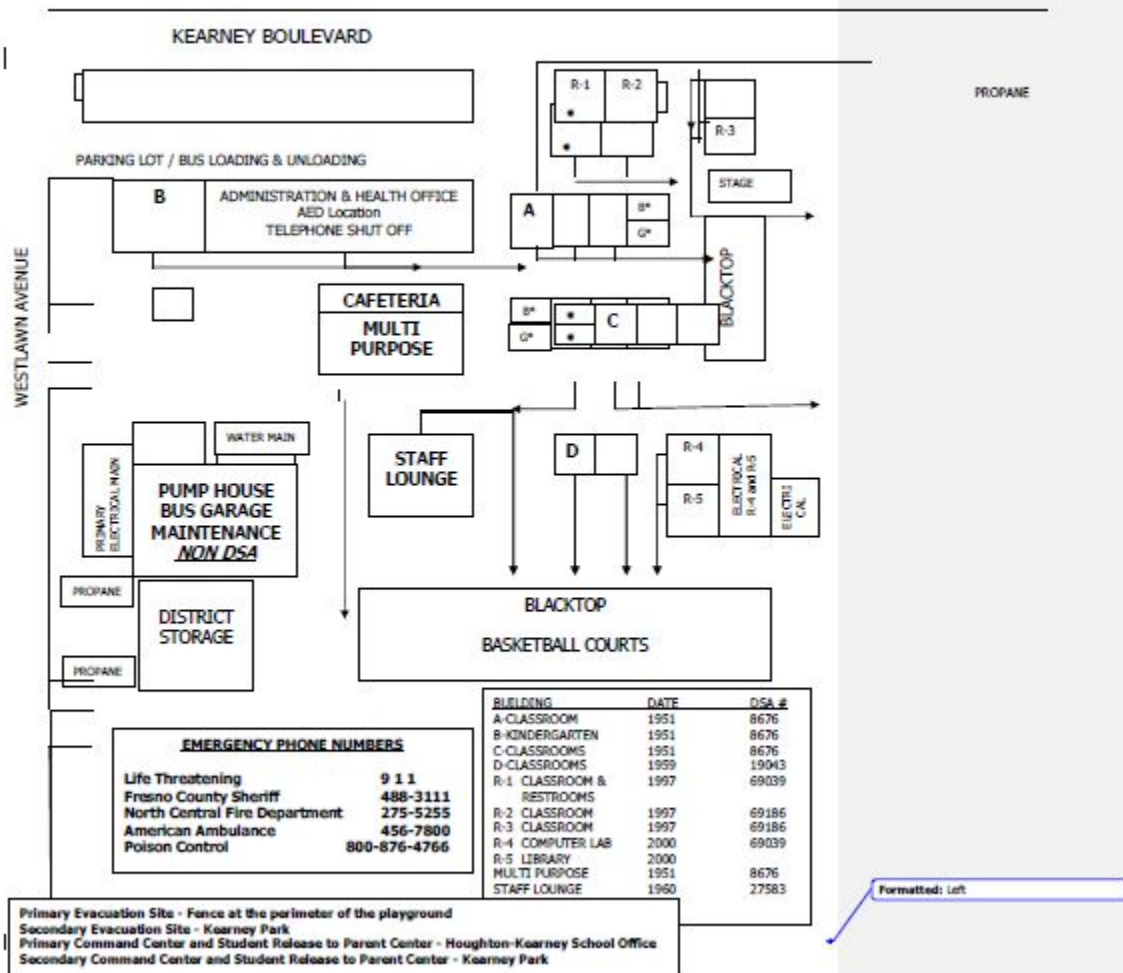 KEARNEY BOULEVARD
R-1
R-2
PROPANE
R-3
PARKING LOT / BUS LOADING & UNLOADING
STAGE
B
ADMINISTRATION & HEALTH OFFICE
AED Location
TELEPHONE SHUT OFF
A
B*
G*
WESTLAWN AVENUE
BLACKTOP
CAFETERIA
MULTI
PURPOSE
B*
G*
C
WATER MAIN
STAFF
LOUNGE
D
R-4
R-5
ELECTRICAL
R-4 and R-5
ELECTRI
CAL
PRIMARY
ELECTRICAL MAIN
PUMP HOUSE
BUS GARAGE
MAINTENANCE
NON DSA
PROPANE
DISTRICT
STORAGE
PROPANE
BLACKTOP
BASKETBALL COURTS
BUILDING DATE DSA #
A-CLASSROOM 1951 8676
B-KINDERGARTEN 1951 8676
C-CLASSROOMS 1951 8676
D-CLASSROOMS 1959 19043
R-1 CLASSROOM & 1997 69039
RESTROOMS
R-2 CLASSROOM 1997 69186
R-3 CLASSROOM 1997 69186
R-4 COMPUTER LAB 2000 69039
R-5 LIBRARY 2000
MULTI PURPOSE 1951 8676
STAFF LOUNGE 1960 27583
EMERGENCY PHONE NUMBERS
Life Threatening 9 1 1
Fresno County Sheriff 488-3111
North Central Fire Department 275-5255
American Ambulance 456-7800
Poison Control 800-876-4766
Formatted: Left
Primary Evacuation Site - Fence at the perimeter of the playground
Secondary Evacuation Site - Kearney Park
Primary Command Center and Student Release to Parent Center - Houghton-Kearney School Office
Secondary Command Center and Student Release to Parent Center - Kearney Park